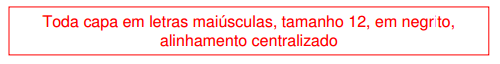 Toda capa em letras maiúsculas, tamanho 12, em negrito,
alinhamento centralizado